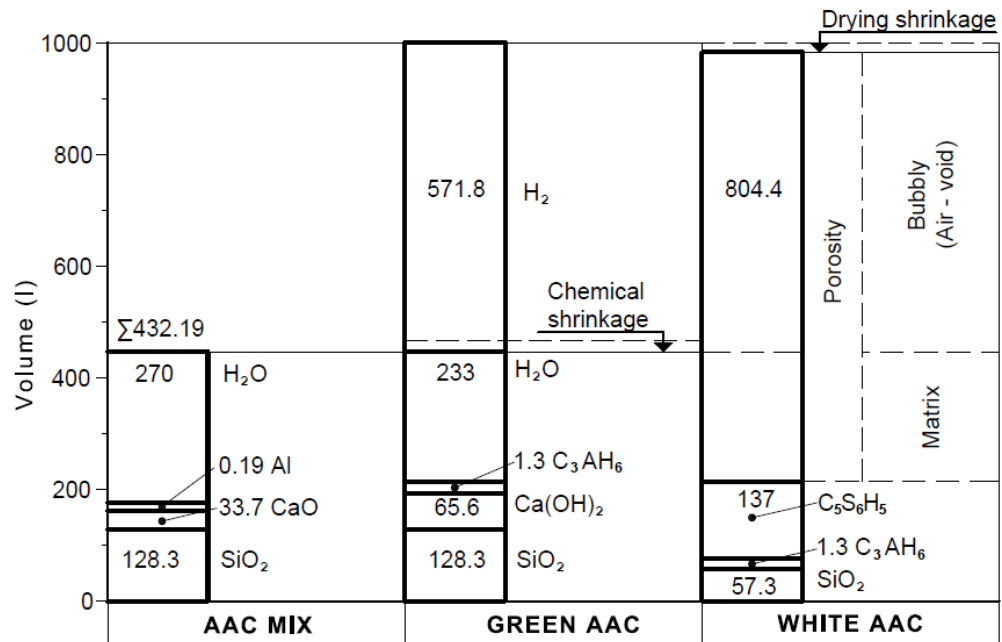 Drying shrinkage
1000
800
600
400
200
0
Volume (l)
∑432.19
270
H₂O
0.19 Al
33.7 CaO
128.3
SiO₂
571.8
H₂
Chemical
shrinkage
233
H₂O
1.3 C₃AH₆
65.6
Ca(OH)₂
128.3
SiO₂
804.4
Porosity
Bubbly
(Air - void)
Matrix
137
C₅S₆H₅
1.3 C₃AH₆
57.3
SiO₂
AAC MIX
GREEN AAC
WHITE AAC